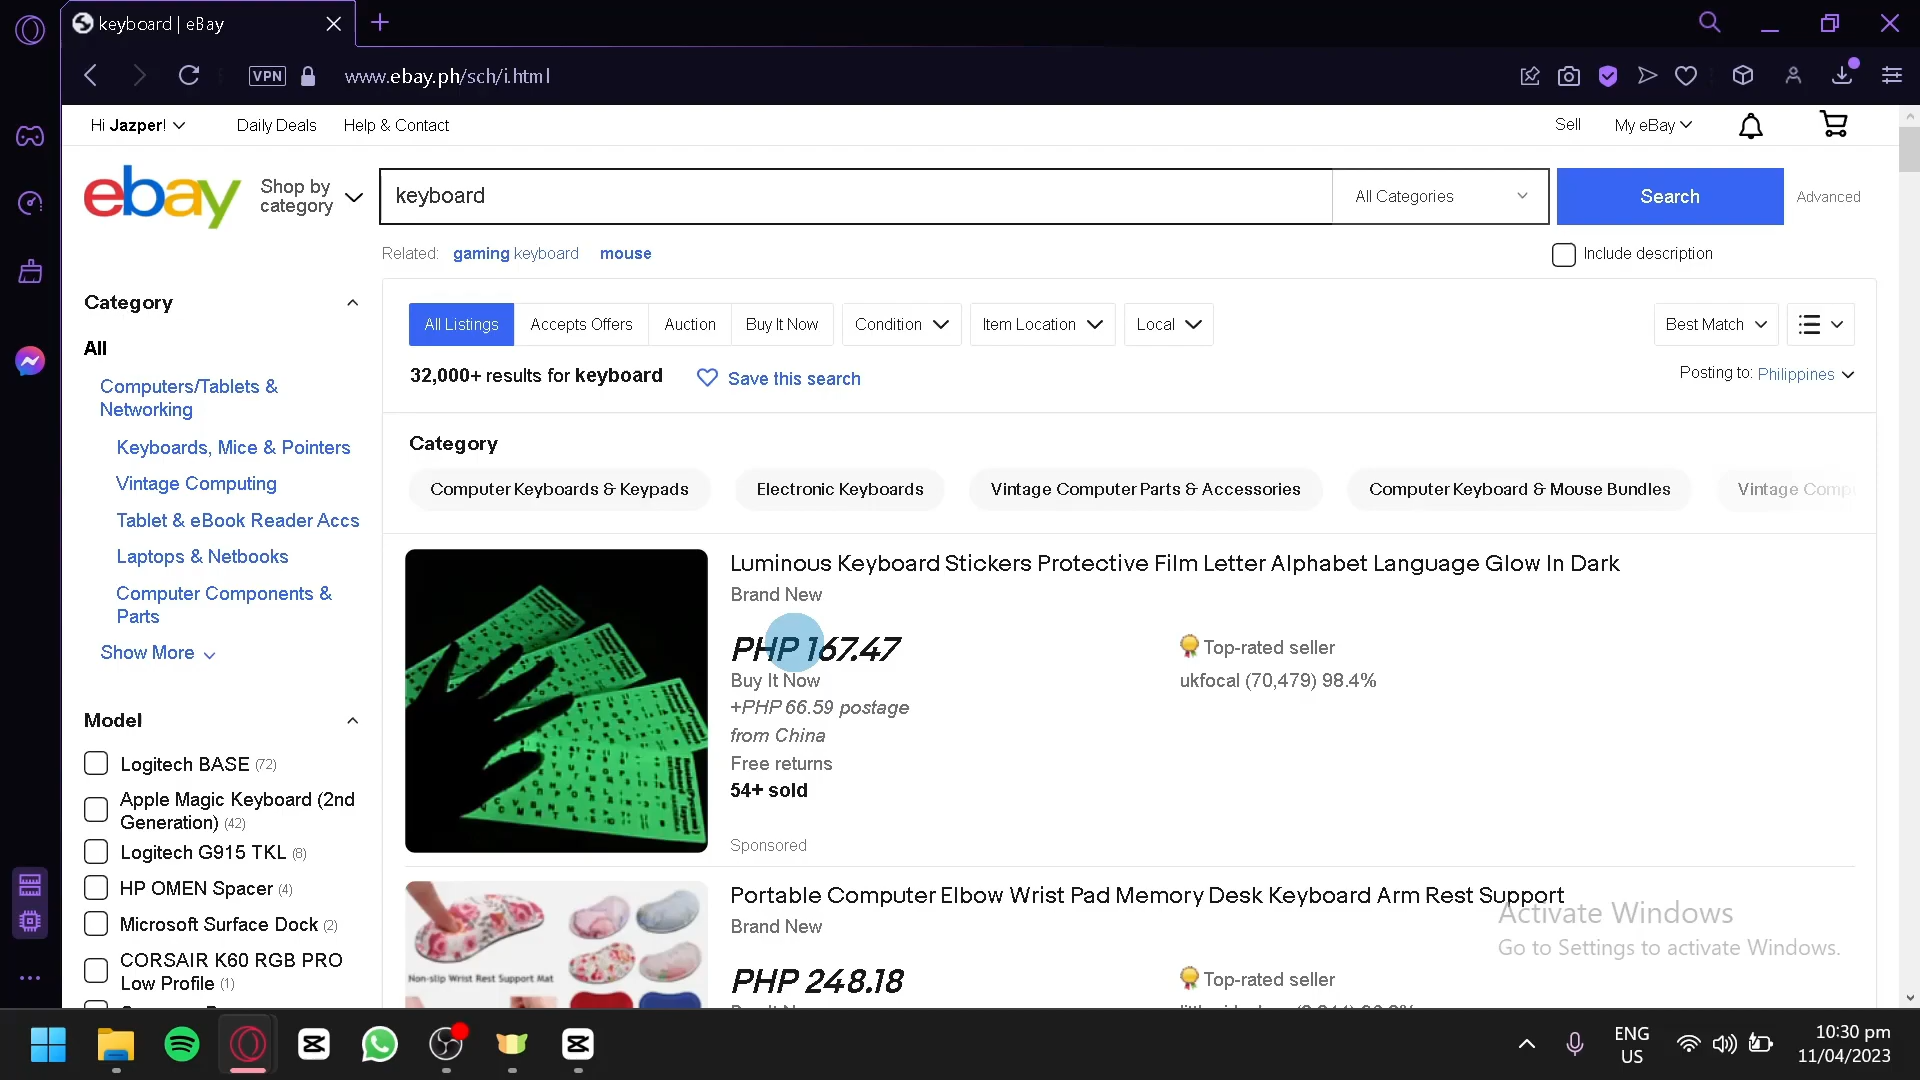 keyboard | eBay
VPN
www.ebay.ph/sch/i.html
Hi Jazper!
Daily Deals
Help & Contact
Sell
My eBay
ebay
Shop by category
keyboard
All Categories
Search
Advanced
Related: gaming keyboard mouse
Include description
Category
All
Computers/Tablets &
Networking
Keyboards, Mice & Pointers
Vintage Computing
Tablet & eBook Reader Accs
Laptops & Netbooks
Computer Components &
Parts
Show More
Model
Logitech BASE (72)
Apple Magic Keyboard (2nd
Generation) (42)
Logitech G915 TKL (8)
HP OMEN Spacer (4)
Microsoft Surface Dock (2)
CORSAIR K60 RGB PRO
Low Profile (1)
All Listings
Accepts Offers
Auction
Buy It Now
Condition
Item Location
Local
Best Match
32,000+ results for keyboard
Save this search
Posting to: Philippines
Category
Computer Keyboards & Keypads
Electronic Keyboards
Vintage Computer Parts & Accessories
Computer Keyboard & Mouse Bundles
Vintage Comp
Luminous Keyboard Stickers Protective Film Letter Alphabet Language Glow In Dark
Brand New
PHP 167.47
Buy It Now
+PHP 66.59 postage
from China
Free returns
54+ sold
Sponsored
Top-rated seller
ukfocal (70,479) 98.4%
Portable Computer Elbow Wrist Pad Memory Desk Keyboard Arm Rest Support
Brand New
PHP 248.18
Top-rated seller
Non-slip Wrist Rest Support Mat
Activate Windows
Go to Settings to activate Windows.
ENG
US
10:30 pm
11/04/2023